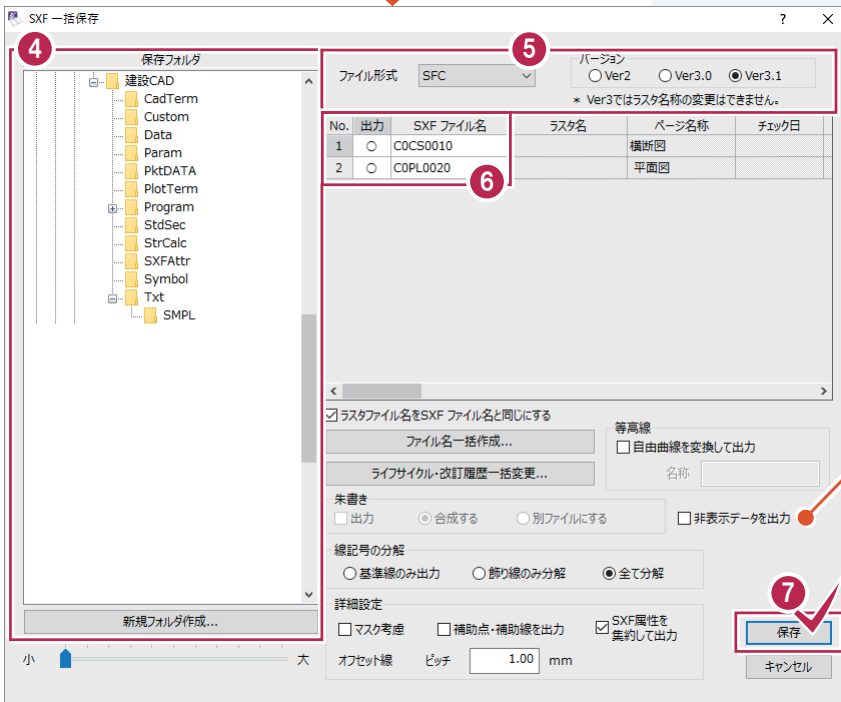 SXF 一括保存
? ×
4
保存フォルダ
建設CAD
CadTerm
Custom
Data
Param
PktDATA
PlotTerm
Program
StdSec
StrCalc
SXFAttr
Symbol
Txt
SMPL
新規フォルダ作成...
小 大
5
ファイル形式 SFC
バージョン
Ver2 Ver3.0 Ver3.1
* Ver3ではラスタ名称の変更はできません。
No. 出力 SXF ファイル名 ラスタ名 ページ名称 チェック日
1 ○ C0CS0010 横断図
2 ○ C0PL0020 平面図
6
ラスタファイル名をSXF ファイル名と同じにする
ファイル名一括作成...
ライフサイクル・改訂履歴一括変更...
等高線
自由曲線を変換して出力
名称
朱書き
出力 合成する 別ファイルにする
非表示データを出力
線記号の分解
基準線のみ出力 飾り線のみ分解 全て分解
詳細設定
マスク考慮 補助点・補助線を出力 SXF属性を
集約して出力
オフセット線 ピッチ 1.00 mm
7
保存
キャンセル